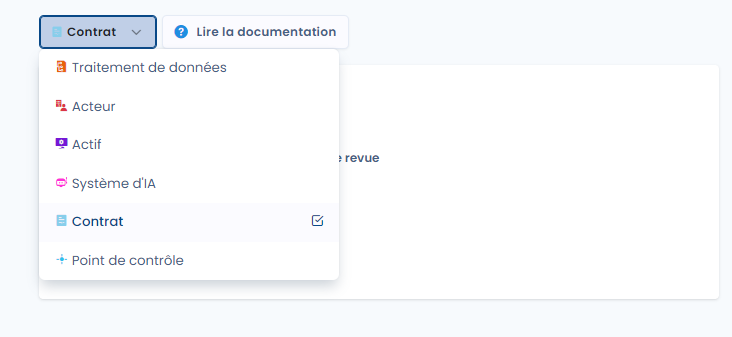 Contrat
Lire la documentation
Traitement de données
Acteur
Actif
revue
Système d'IA
Contrat
Point de contrôle